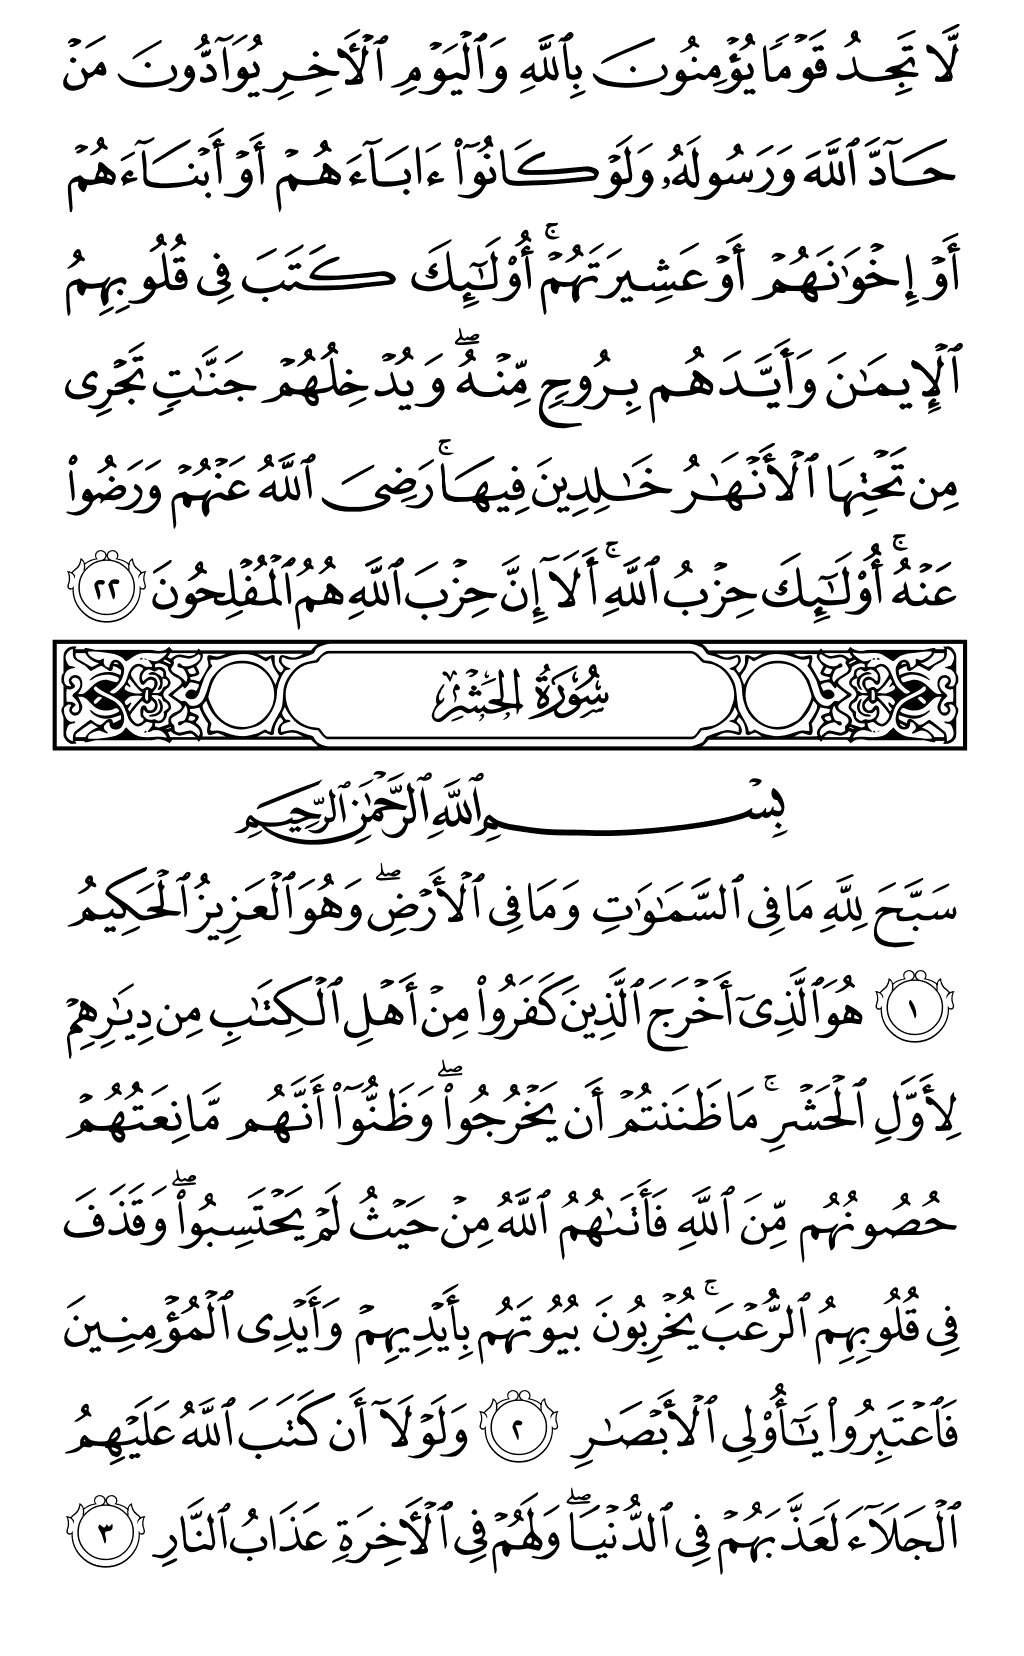 لَّا تَجِدُ قَوۡمٗا يُؤۡمِنُونَ بِٱللَّهِ وَٱلۡيَوۡمِ ٱلۡأٓخِرِ يُوَآدُّونَ مَنۡ
حَآدَّ ٱللَّهَ وَرَسُولَهُۥ وَلَوۡ كَانُوٓاْ ءَابَآءَهُمۡ أَوۡ أَبۡنَآءَهُمۡ
أَوۡ إِخۡوَٰنَهُمۡ أَوۡ عَشِيرَتَهُمۡۚ أُوْلَٰٓئِكَ كَتَبَ فِي قُلُوبِهِمُ
ٱلۡإِيمَٰنَ وَأَيَّدَهُم بِرُوحٖ مِّنۡهُۖ وَيُدۡخِلُهُمۡ جَنَّٰتٖ تَجۡرِي
مِن تَحۡتِهَا ٱلۡأَنۡهَٰرُ خَٰلِدِينَ فِيهَاۚ رَضِيَ ٱللَّهُ عَنۡهُمۡ وَرَضُواْ
عَنۡهُۚ أُوْلَٰٓئِكَ حِزۡبُ ٱللَّهِۚ أَلَآ إِنَّ حِزۡبَ ٱللَّهِ هُمُ ٱلۡمُفۡلِحُونَ ٢٢
سُورَةُ الحَشۡرِ
بِسۡمِ ٱللَّهِ ٱلرَّحۡمَٰنِ ٱلرَّحِيمِ
سَبَّحَ لِلَّهِ مَا فِي ٱلسَّمَٰوَٰتِ وَمَا فِي ٱلۡأَرۡضِۖ وَهُوَ ٱلۡعَزِيزُ ٱلۡحَكِيمُ
١ هُوَ ٱلَّذِيٓ أَخۡرَجَ ٱلَّذِينَ كَفَرُواْ مِنۡ أَهۡلِ ٱلۡكِتَٰبِ مِن دِيَٰرِهِمۡ
لِأَوَّلِ ٱلۡحَشۡرِۚ مَا ظَنَنتُمۡ أَن يَخۡرُجُواْۖ وَظَنُّوٓاْ أَنَّهُم مَّانِعَتُهُمۡ
حُصُونُهُم مِّنَ ٱللَّهِ فَأَتَىٰهُمُ ٱللَّهُ مِنۡ حَيۡثُ لَمۡ يَحۡتَسِبُواْۖ وَقَذَفَ
فِي قُلُوبِهِمُ ٱلرُّعۡبَۚ يُخۡرِبُونَ بُيُوتَهُم بِأَيۡدِيهِمۡ وَأَيۡدِي ٱلۡمُؤۡمِنِينَ
فَٱعۡتَبِرُواْ يَٰٓأُوْلِي ٱلۡأَبۡصَٰرِ ٢ وَلَوۡلَآ أَن كَتَبَ ٱللَّهُ عَلَيۡهِمُ
ٱلۡجَلَآءَ لَعَذَّبَهُمۡ فِي ٱلدُّنۡيَاۖ وَلَهُمۡ فِي ٱلۡأٓخِرَةِ عَذَابُ ٱلنَّارِ ٣